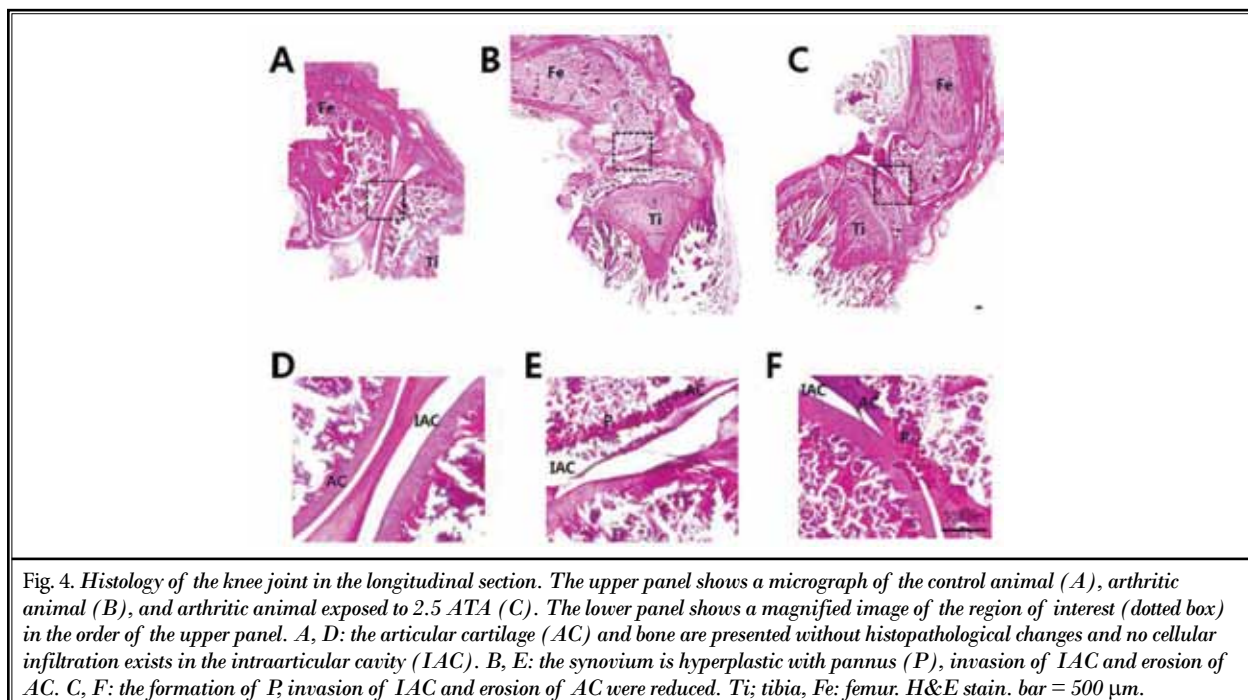 A
B
C
Fe
Fe
Fe
Ti
Ti
Ti
D
E
F
IAC
AC
AC
P
IAC
IAC
AC
P
Fig. 4. Histology of the knee joint in the longitudinal section. The upper panel shows a micrograph of the control animal (A), arthritic
animal (B), and arthritic animal exposed to 2.5 ATA (C). The lower panel shows a magnified image of the region of interest (dotted box)
in the order of the upper panel. A, D: the articular cartilage (AC) and bone are presented without histopathological changes and no cellular
infiltration exists in the intraarticular cavity (IAC). B, E: the synovium is hyperplastic with pannus (P), invasion of IAC and erosion of
AC. C, F: the formation of P, invasion of IAC and erosion of AC were reduced. Ti; tibia, Fe: femur. H&E stain. bar = 500 μm.